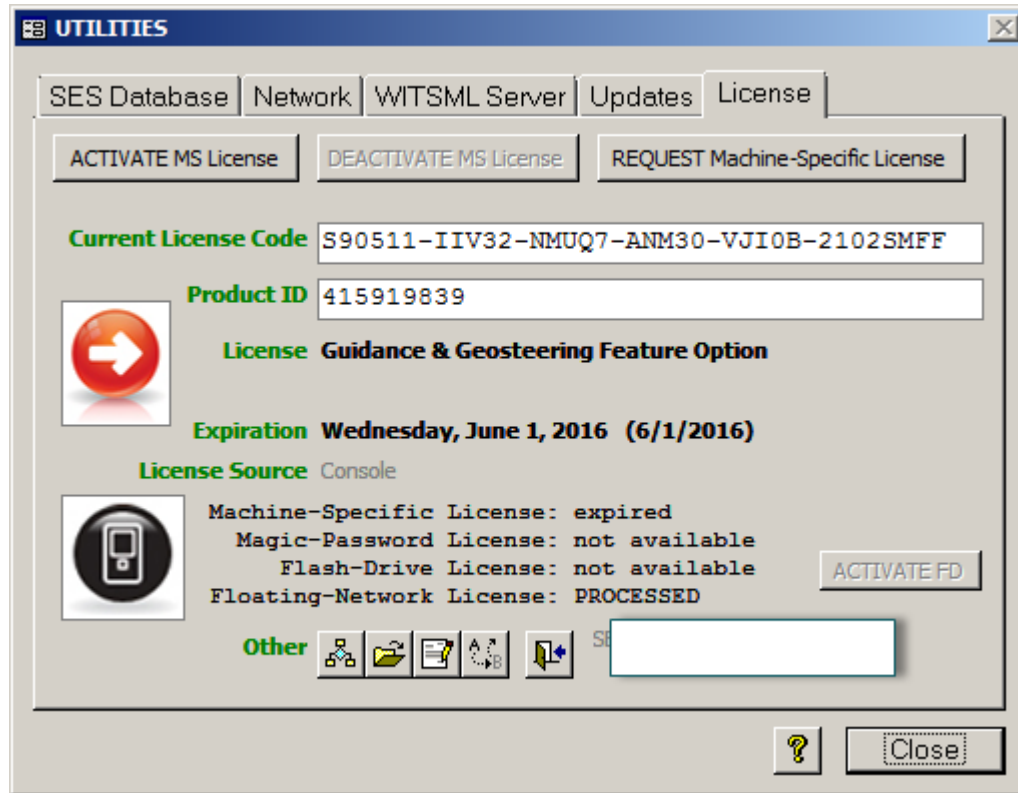 UTILITIES
SES Database Network WITSML Server Updates License
ACTIVATE MS License DEACTIVATE MS License REQUEST Machine-Specific License
Current License Code S90511-IIV32-NMUQ7-ANM30-VJI0B-2102SMFF
Product ID 415919839
License Guidance & Geosteering Feature Option
Expiration Wednesday, June 1, 2016 (6/1/2016)
License Source Console
Machine-Specific License: expired
Magic-Password License: not available
Flash-Drive License: not available
ACTIVATE FD
Floating-Network License: PROCESSED
Other
? Close